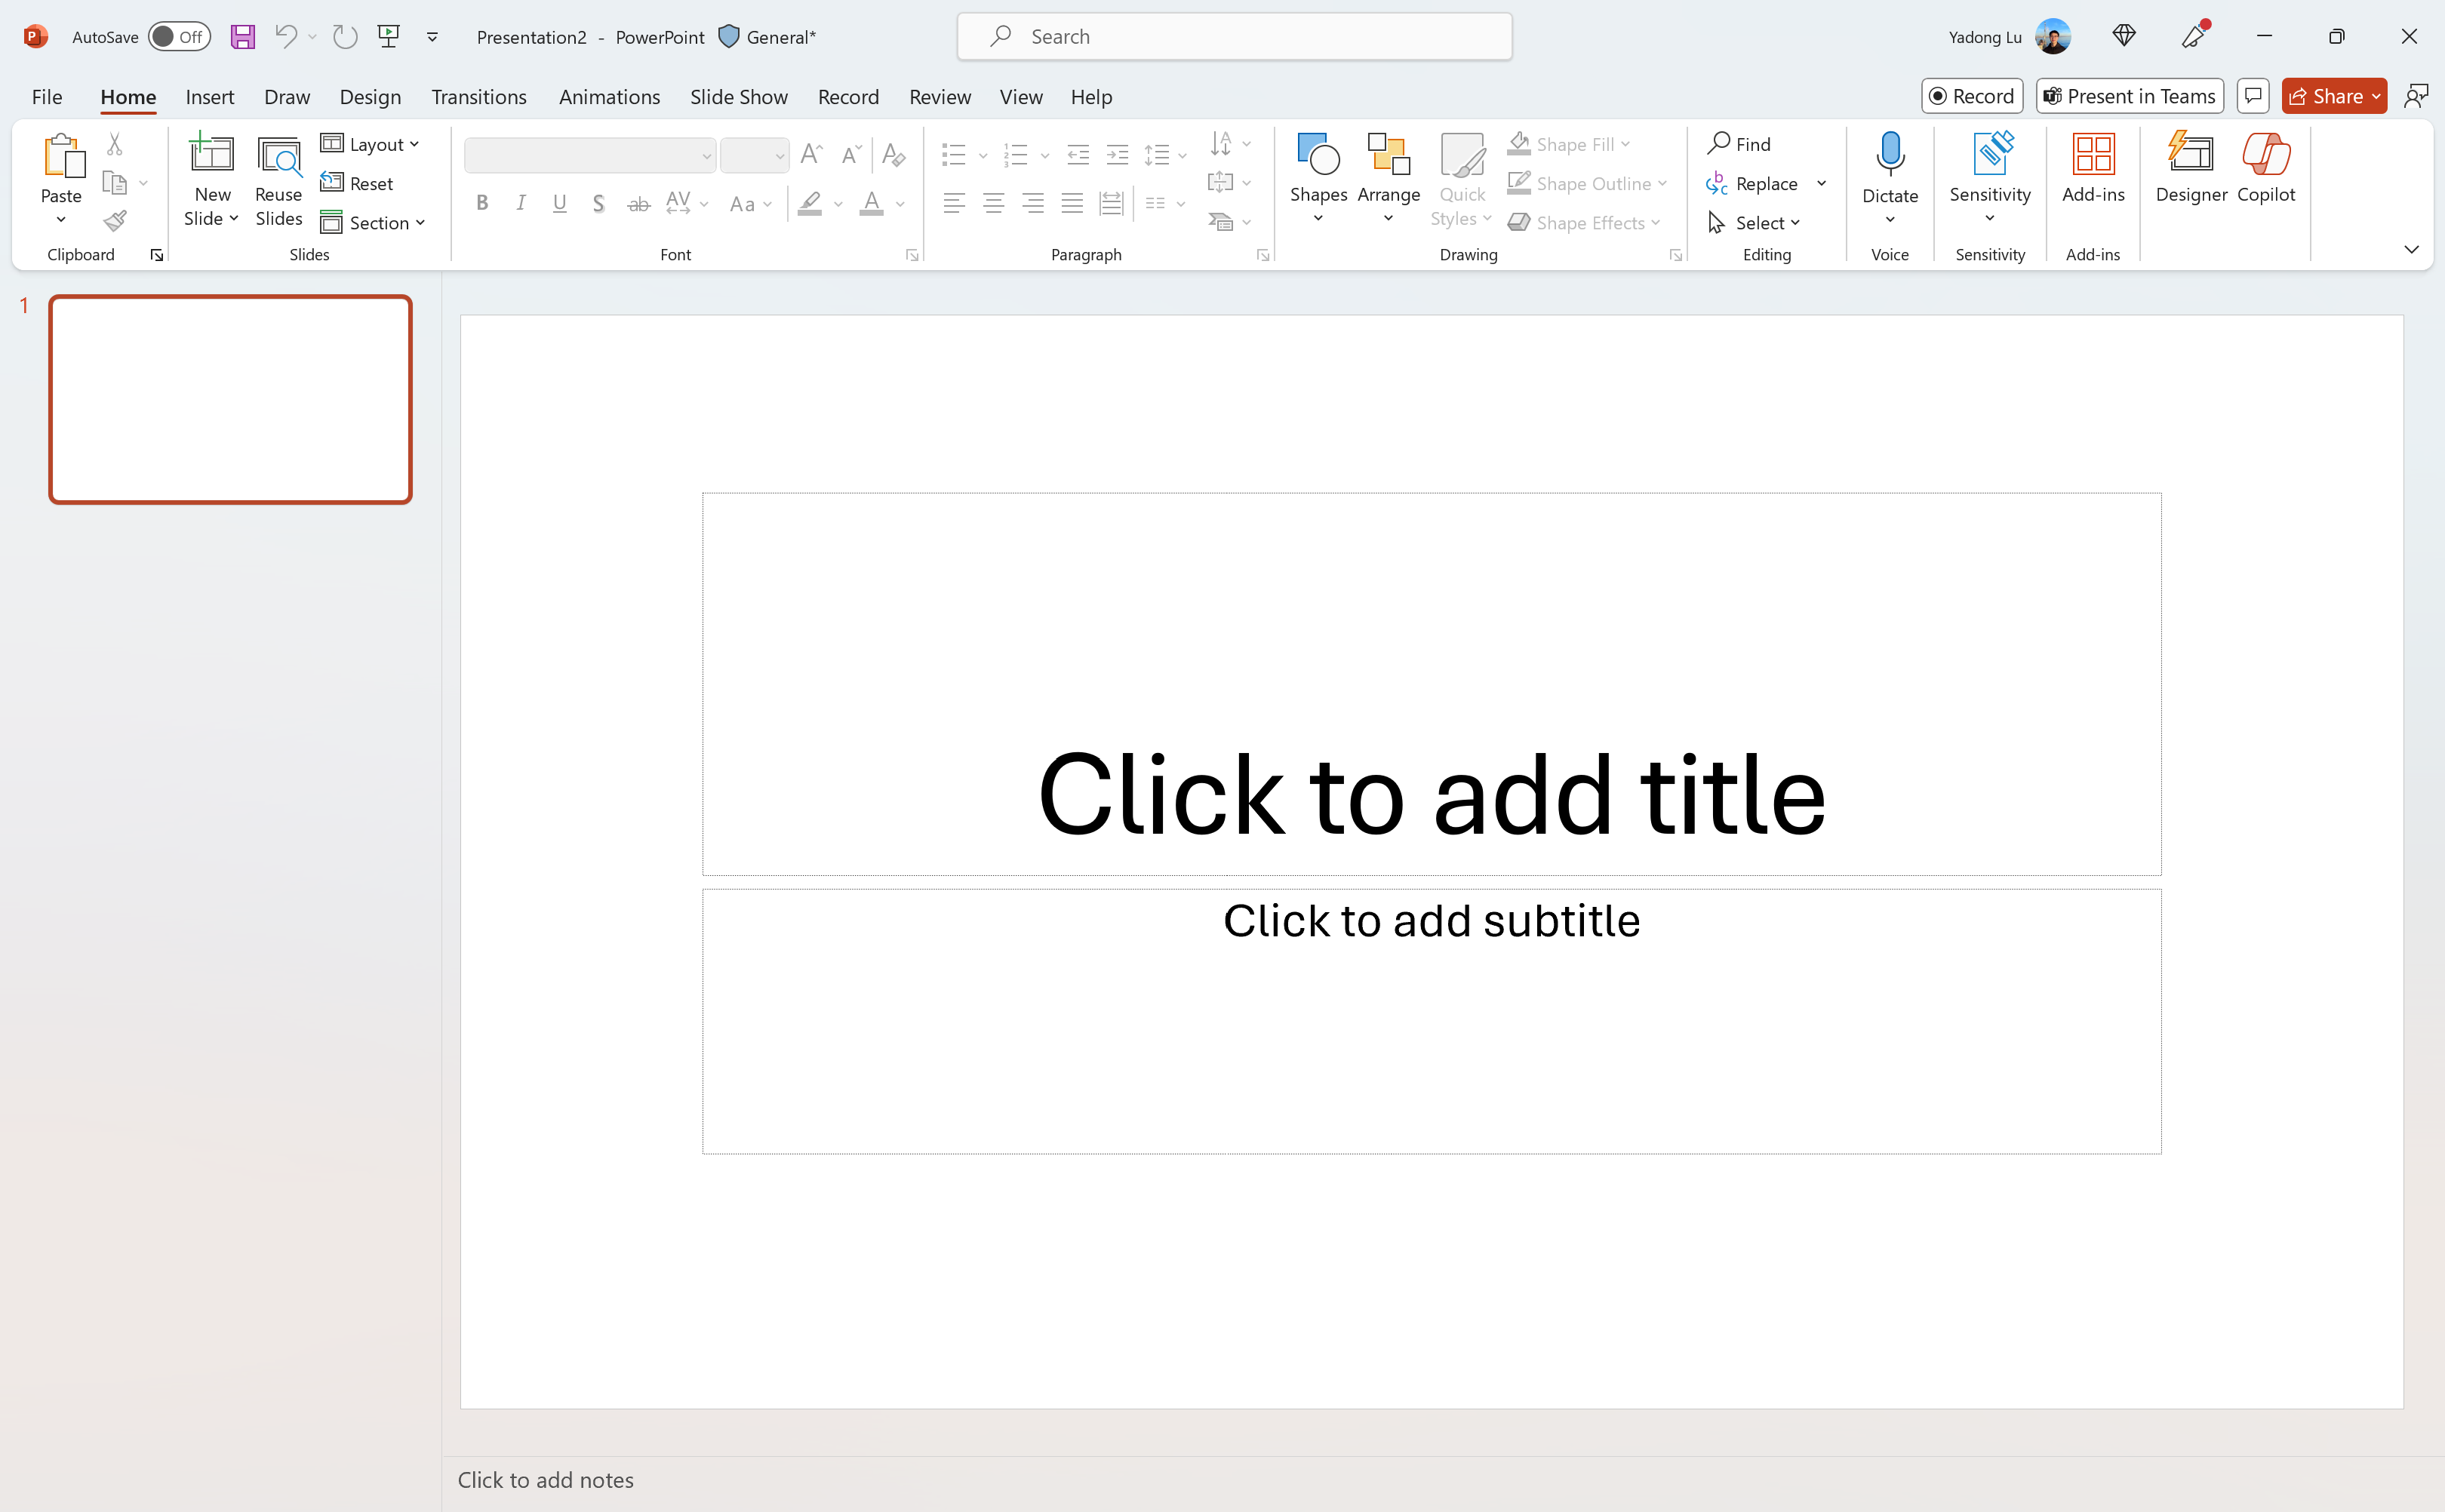 AutoSave Off Presentation2 - PowerPoint General* Search Yadong Lu
File Home Insert Draw Design Transitions Animations Slide Show Record Review View Help Record Present in Teams Share
Paste
Clipboard
New Slide
Reuse Slides
Layout
Reset
Section
Slides
B I U S ab AV Aa A
Font
Paragraph
Shapes
Arrange
Quick Styles
Shape Fill
Shape Outline
Shape Effects
Drawing
Find
Replace
Select
Editing
Dictate
Voice
Sensitivity
Sensitivity
Add-ins
Add-ins
Designer
Copilot
1
Click to add title
Click to add subtitle
Click to add notes